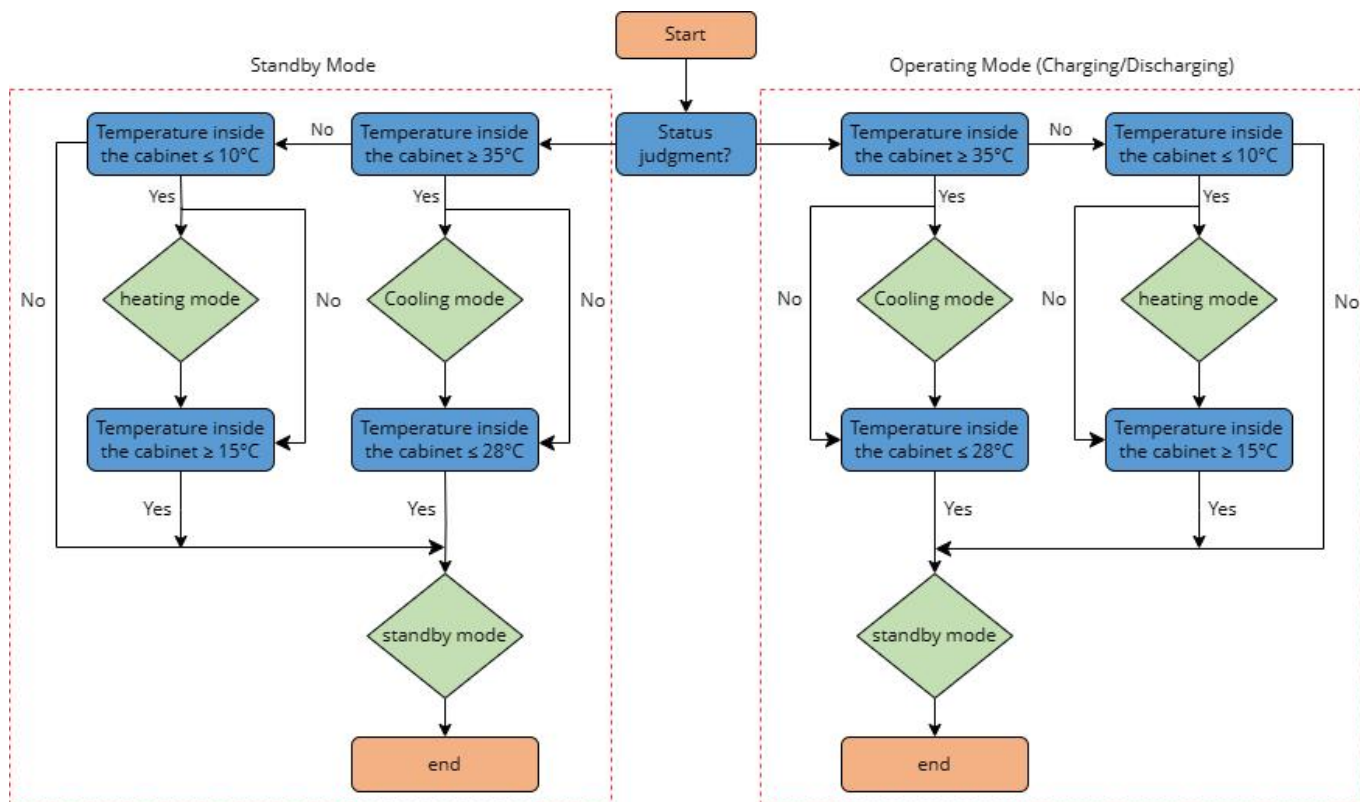 Start
Standby Mode
Operating Mode (Charging/Discharging)
Temperature inside
the cabinet ≤ 10°C
No
Temperature inside
the cabinet ≥ 35°C
Status
judgment?
Temperature inside
the cabinet ≥ 35°C
No
Temperature inside
the cabinet ≤ 10°C
Yes
Yes
Yes
Yes
No
heating mode
No
Cooling mode
No
No
Cooling mode
No
heating mode
No
Temperature inside
the cabinet ≥ 15°C
Temperature inside
the cabinet ≤ 28°C
Temperature inside
the cabinet ≤ 28°C
Temperature inside
the cabinet ≥ 15°C
Yes
Yes
Yes
Yes
standby mode
standby mode
end
end